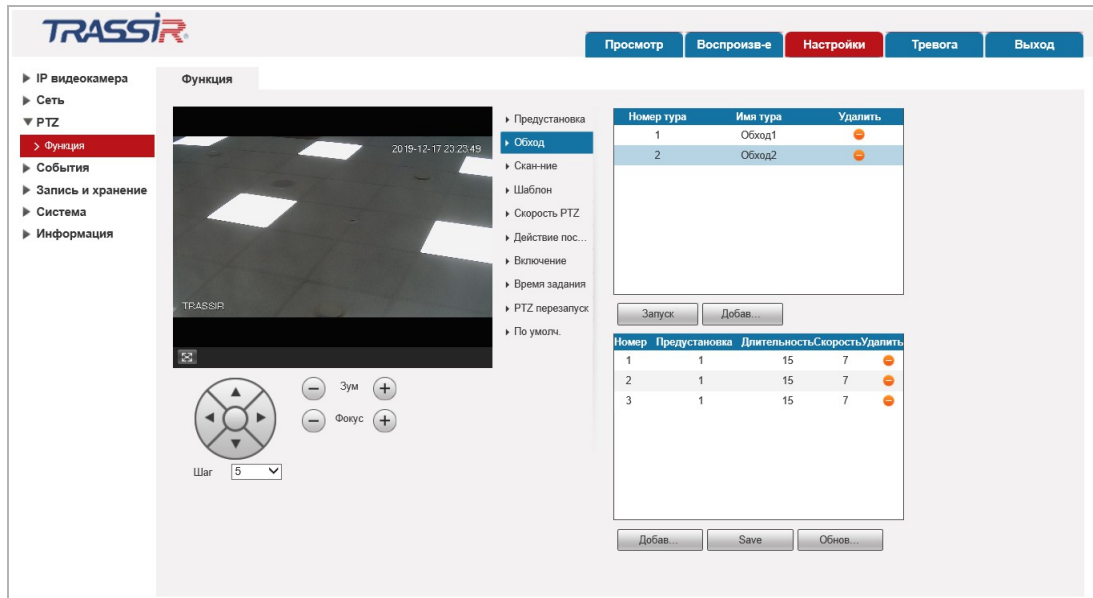 TRASSIR
Просмотр Воспроизв-е Настройки Тревога Выход
IP видеокамера
Сеть
PTZ
Функция
События
Запись и хранение
Система
Информация
Функция
2019-12-17 23:23:49
TRASSIR
Зум
Фокус
Шаг 5
Предустановка
Обход
Скан-ние
Шаблон
Скорость PTZ
Действие пос...
Включение
Время задания
PTZ перезапуск
По умолч.
Номер тура Имя тура Удалить
1 Обход1
2 Обход2
Запуск Добав...
Номер Предустановка Длительность Скорость Удалить
1 1 15 7
2 1 15 7
3 1 15 7
Добав... Save Обнов...